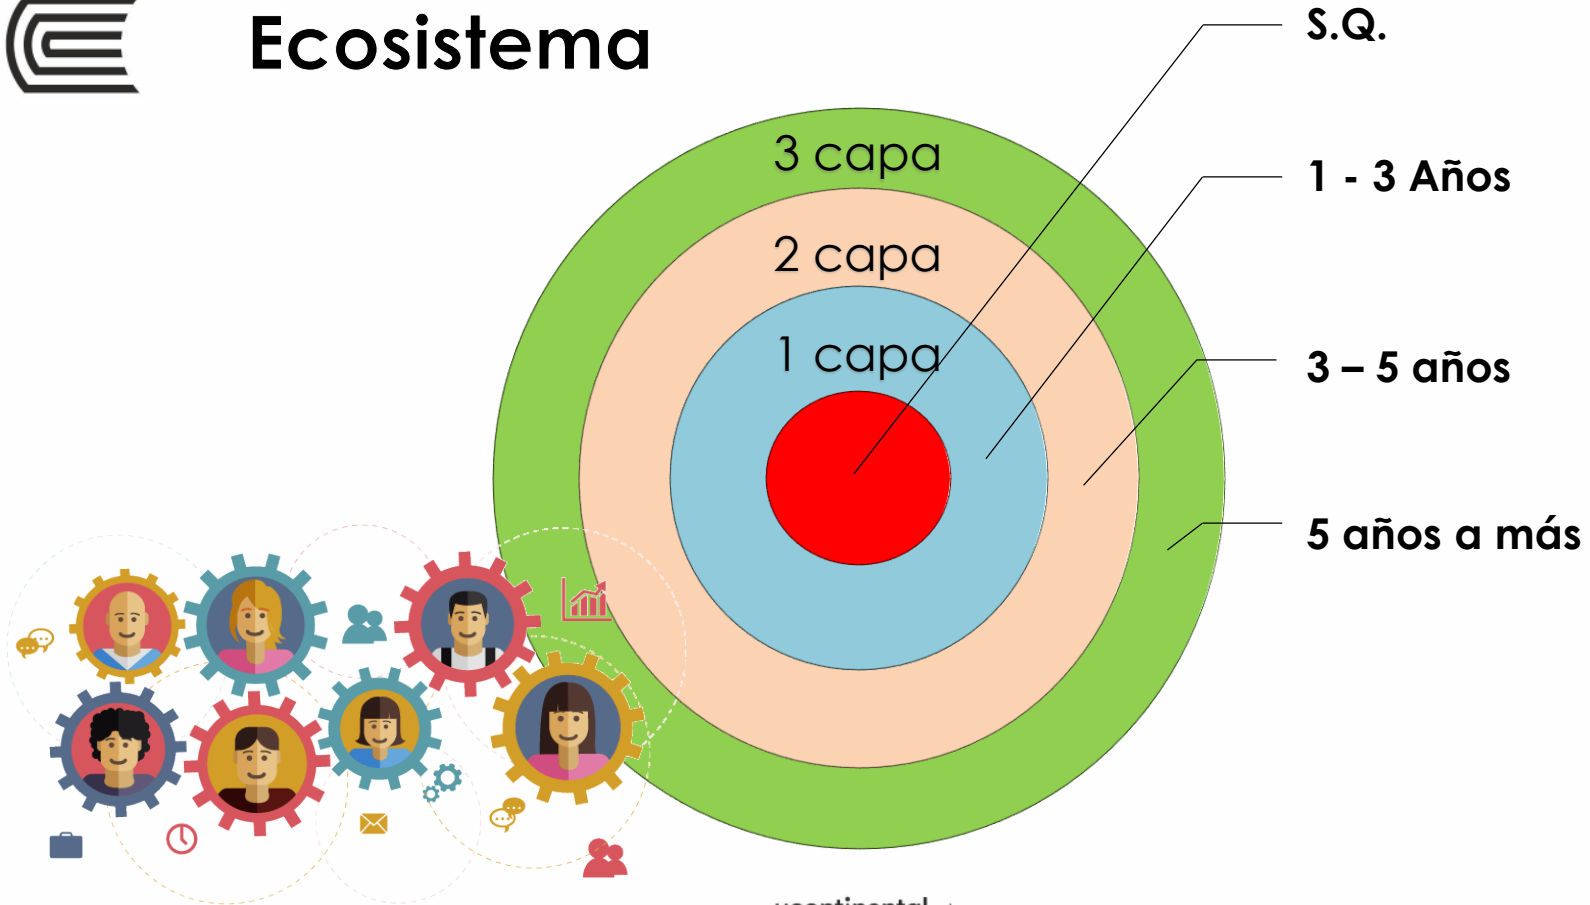 Ecosistema
S.Q.
3 capa
1 - 3 Años
2 capa
1 capa
3 – 5 años
5 años a más